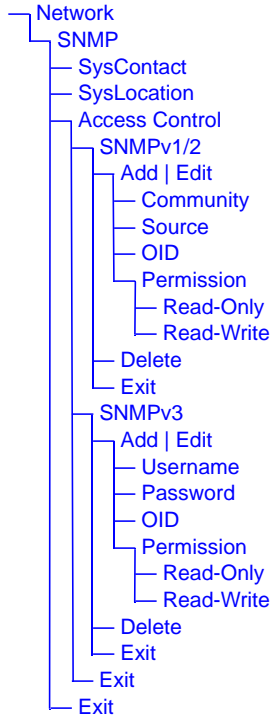 Network
SNMP
SysContact
SysLocation
Access Control
SNMPv1/2
Add | Edit
Community
Source
OID
Permission
Read-Only
Read-Write
Delete
Exit
SNMPv3
Add | Edit
Username
Password
OID
Permission
Read-Only
Read-Write
Delete
Exit
Exit
Exit